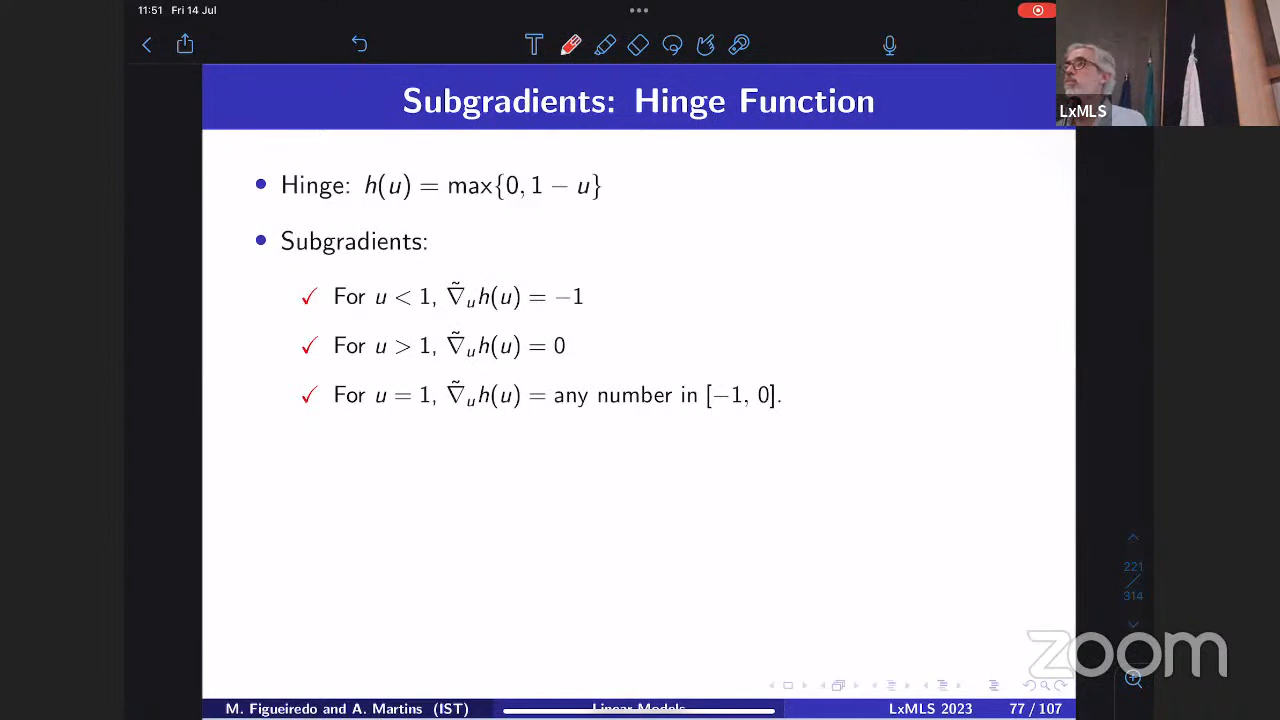 11:51 Fri 14 Jul
T
Subgradients: Hinge Function
LxMLS
• Hinge: h(u) = max{0, 1 − u}
• Subgradients:
✓ For u < 1, ∇̃ᵤh(u) = −1
✓ For u > 1, ∇̃ᵤh(u) = 0
✓ For u = 1, ∇̃ᵤh(u) = any number in [−1, 0].
221
314
zoom
M. Figueiredo and A. Martins (IST) Linear Models LxMLS 2023 77 / 107